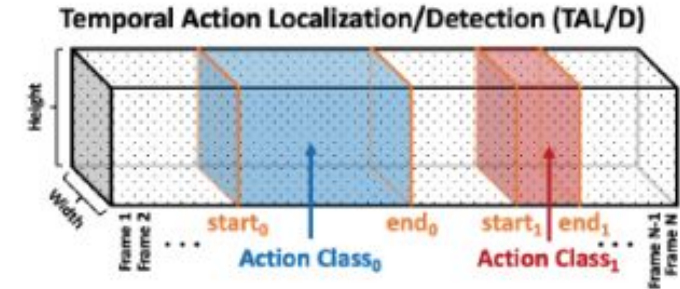 Temporal Action Localization/Detection (TAL/D)
Height
Width
Frame 1
Frame 2
...
start₀
end₀
start₁
end₁
...
Frame N-1
Frame N
Action Class₀
Action Class₁